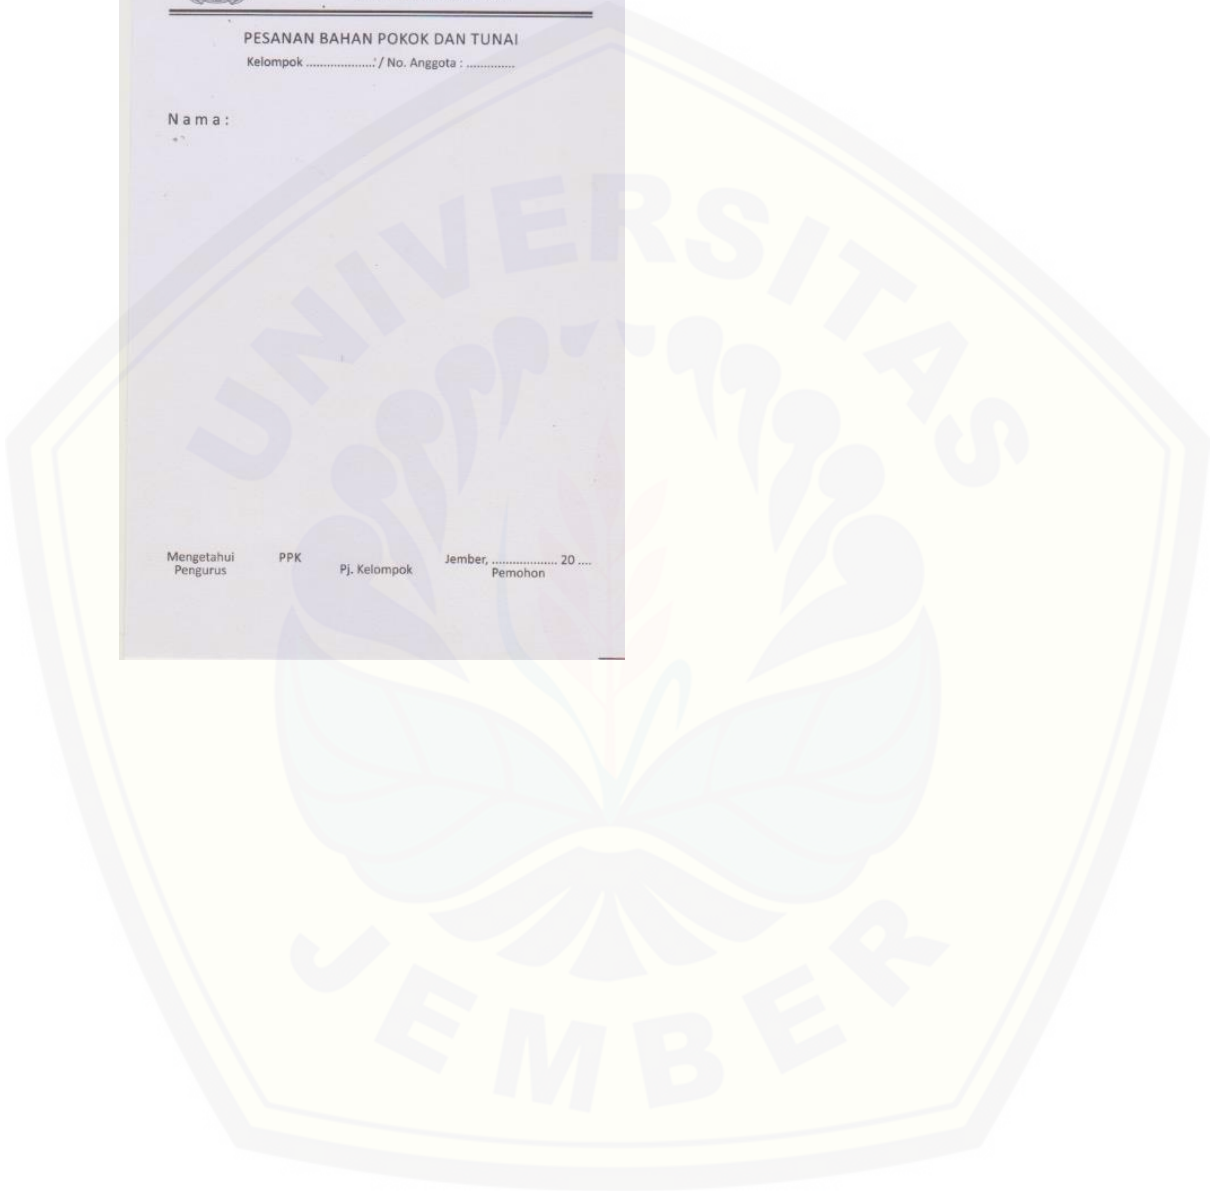 PESANAN BAHAN POKOK DAN TUNAI
Kelompok .....................: / No. Anggota : ..............
N a m a :
Mengetahui PPK Jember, ................... 20 ....
Pengurus Pj. Kelompok Pemohon
UNIVERSITAS
JEMBER